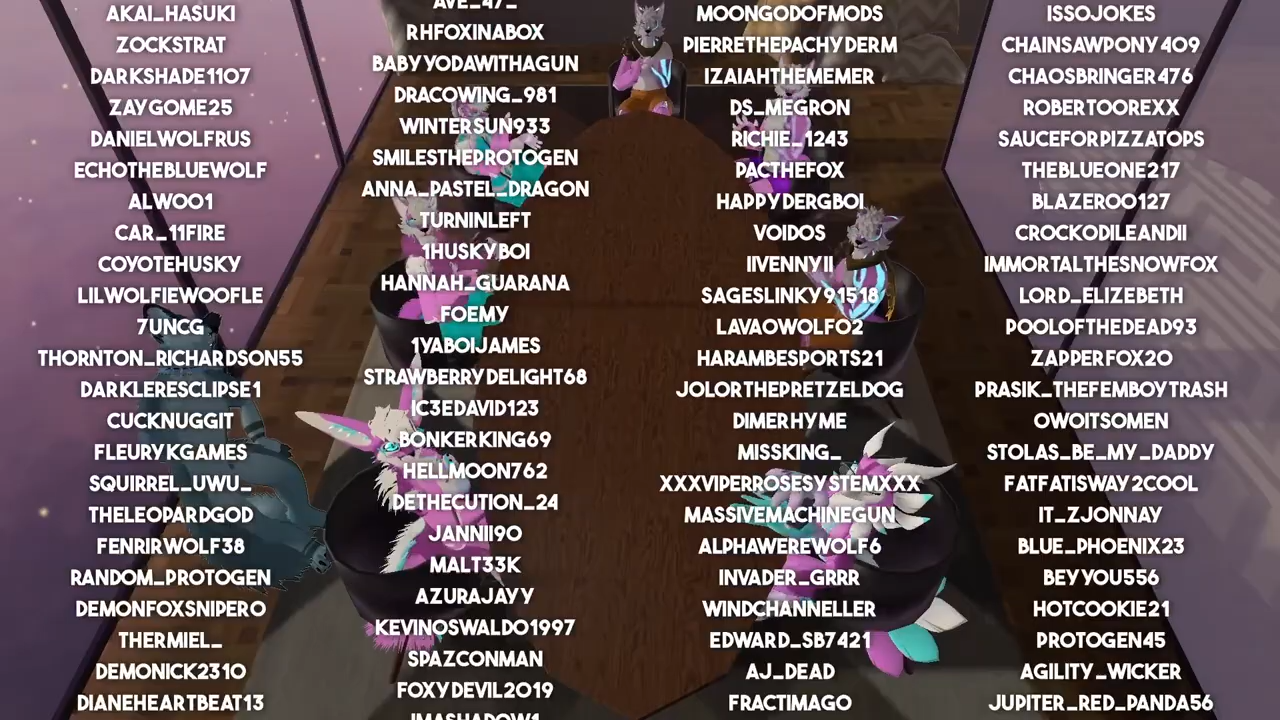 AKAI_HASUKI
ZOCKSTRAT
DARKSHADE1107
ZAYGOME25
DANIELWOLFRUS
ECHOTHEBLUEWOLF
ALWOO1
CAR_11FIRE
COYOTEHUSKY
LILWOLFIEWOOFLE
7UNCG
THORNTON_RICHARDSON55
DARKLERESCLIPSE1
CUCKNUGGIT
FLEURYKGAMES
SQUIRREL_UWU_
THELEOPARDGOD
FENRIRWOLF38
RANDOM_PROTOGEN
DEMONFOXSNIPERO
THERMIEL_
DEMONICK2310
DIANEHEARTBEAT13
AVE_47_
RHFOXINABOX
BABYYODAWITHAGUN
DRACOWING_981
WINTERSUN933
SMILESTHEPROTOGEN
ANNA_PASTEL_DRAGON
TURNINLEFT
1HUSKYBOI
HANNAH_GUARANA
FOEMY
1YABOIJAMES
STRAWBERRYDELIGHT68
IC3EDAVID123
BONKERKING69
HELLMOON762
DETHECUTION_24
JANNII90
MALT33K
AZURAJAYY
KEVINOSWALDO1997
SPAZCONMAN
FOXYDEVIL2019
IMASHADOW1
MOONGODOFMODS
PIERRETHEPACHYDERM
IZAIAHTHEMEMER
DS_MEGRON
RICHIE_1243
PACTHEFOX
HAPPYDERGBOI
VOIDOS
IIVENNYII
SAGESLINKY91518
LAVAOWOLFO2
HARAMBESPORTS21
JOLORTHEPRETZELDOG
DIMERHYME
MISSKING_
XXXVIPERROSESYSTEMXXX
MASSIVEMACHINEGUN
ALPHAWEREWOLF6
INVADER_GRRR
WINDCHANNELLER
EDWARD_SB7421
AJ_DEAD
FRACTIMAGO
ISSOJOKES
CHAINSAWPONY409
CHAOSBRINGER476
ROBERTOOREXX
SAUCEFORPIZZATOPS
THEBLUEONE217
BLAZEROO127
CROCKODILEANDII
IMMORTALTHESNOWFOX
LORD_ELIZEBETH
POOLOFTHEDEAD93
ZAPPERFOX20
PRASIK_THEFEMBOYTRASH
OWOITSOMEN
STOLAS_BE_MY_DADDY
FATFATISWAY2COOL
IT_ZJONNAY
BLUE_PHOENIX23
BEYYOU556
HOTCOOKIE21
PROTOGEN45
AGILITY_WICKER
JUPITER_RED_PANDA56